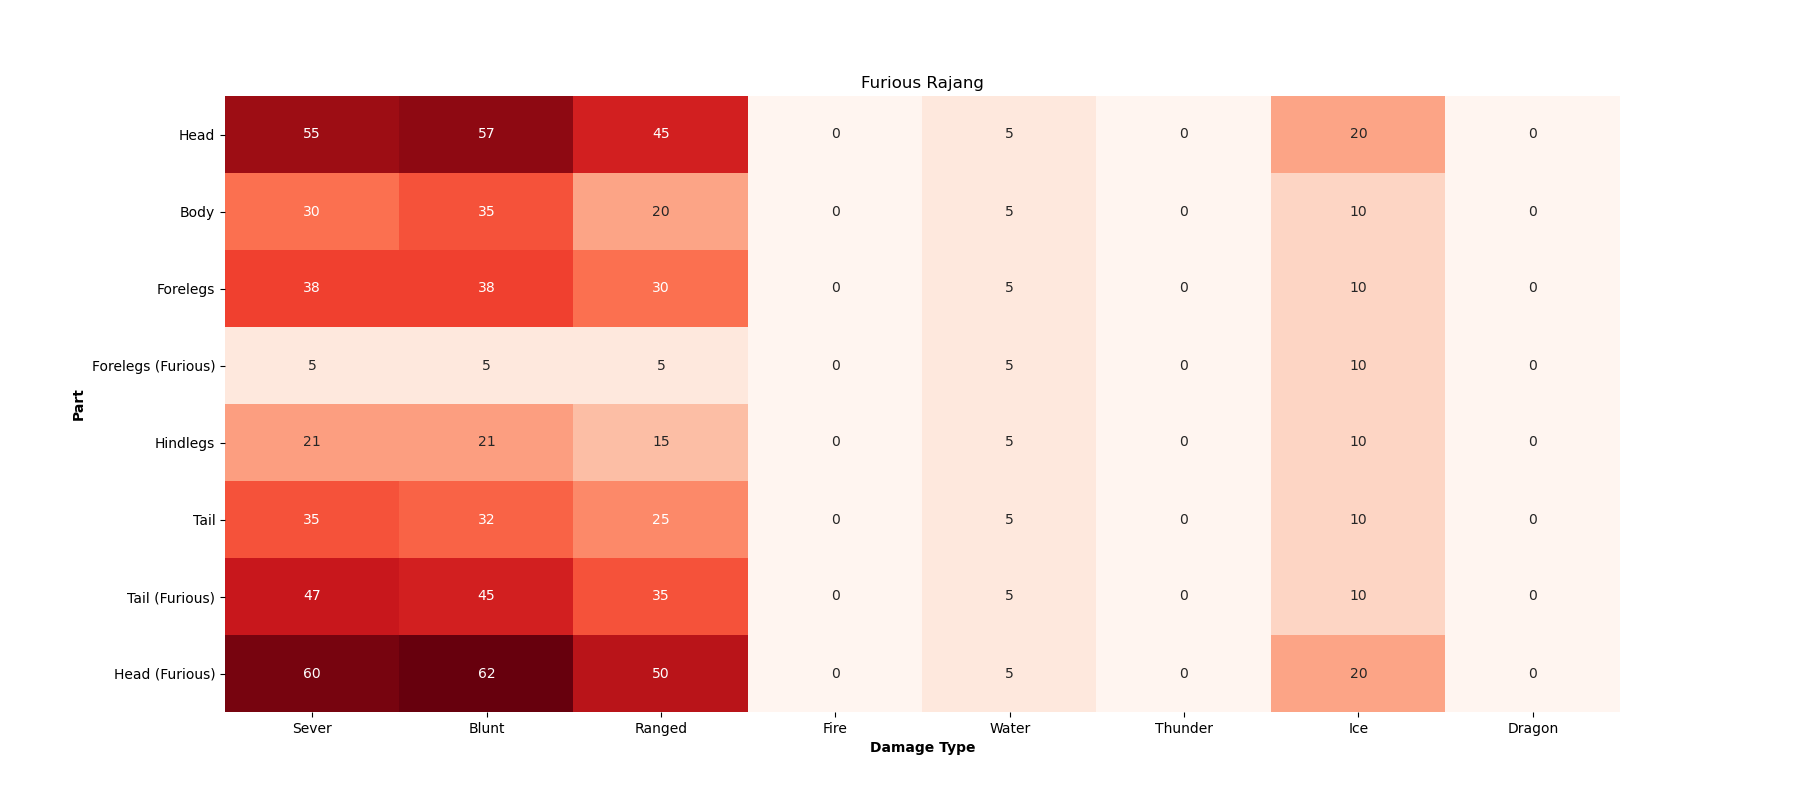 Furious Rajang
Part
Head 55 57 45 0 5 0 20 0
Body 30 35 20 0 5 0 10 0
Forelegs 38 38 30 0 5 0 10 0
Forelegs (Furious) 5 5 5 0 5 0 10 0
Hindlegs 21 21 15 0 5 0 10 0
Tail 35 32 25 0 5 0 10 0
Tail (Furious) 47 45 35 0 5 0 10 0
Head (Furious) 60 62 50 0 5 0 20 0
Sever Blunt Ranged Fire Water Thunder Ice Dragon
Damage Type